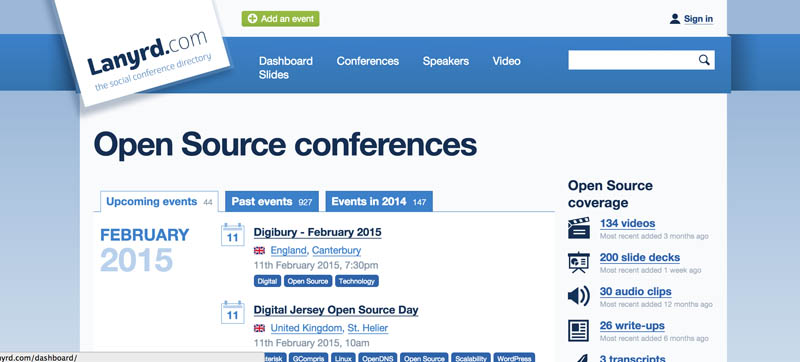 Add an event
Sign in
Lanyrd.com
the social conference directory
Dashboard Conferences Speakers Video
Slides
Open Source conferences
Upcoming events 44 Past events 927 Events in 2014 147
FEBRUARY
2015
11
Digibury - February 2015
England, Canterbury
11th February 2015, 7:30pm
Digital Open Source Technology
11
Digital Jersey Open Source Day
United Kingdom, St. Helier
11th February 2015, 10am
GCompris Linux OpenDNS Open Source Scalability WordPress
Open Source
coverage
134 videos
Most recent added 3 months ago
200 slide decks
Most recent added 1 week ago
30 audio clips
Most recent added 12 months ago
26 write-ups
Most recent added 6 months ago
3 transcripts
nyrd.com/dashboard/